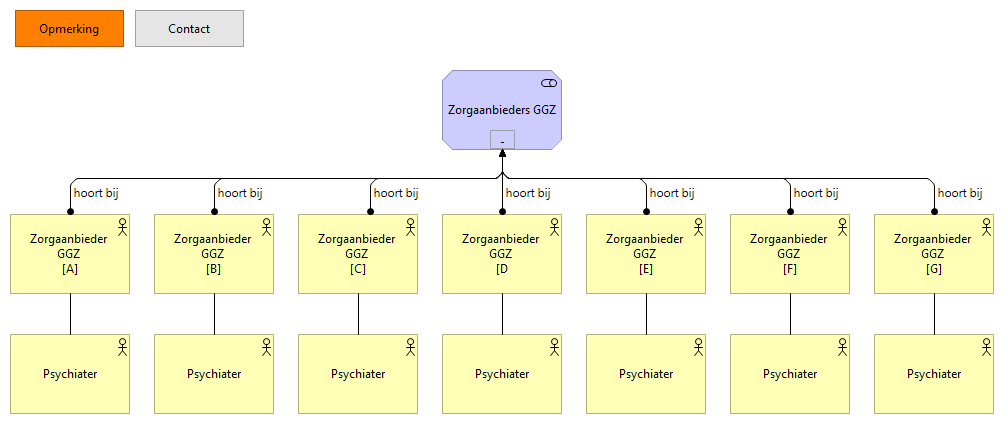 Opmerking
Contact
Zorgaanbieders GGZ
-
hoort bij
hoort bij
hoort bij
hoort bij
hoort bij
hoort bij
hoort bij
Zorgaanbieder
GGZ
[A]
Zorgaanbieder
GGZ
[B]
Zorgaanbieder
GGZ
[C]
Zorgaanbieder
GGZ
[D
Zorgaanbieder
GGZ
[E]
Zorgaanbieder
GGZ
[F]
Zorgaanbieder
GGZ
[G]
Psychiater
Psychiater
Psychiater
Psychiater
Psychiater
Psychiater
Psychiater